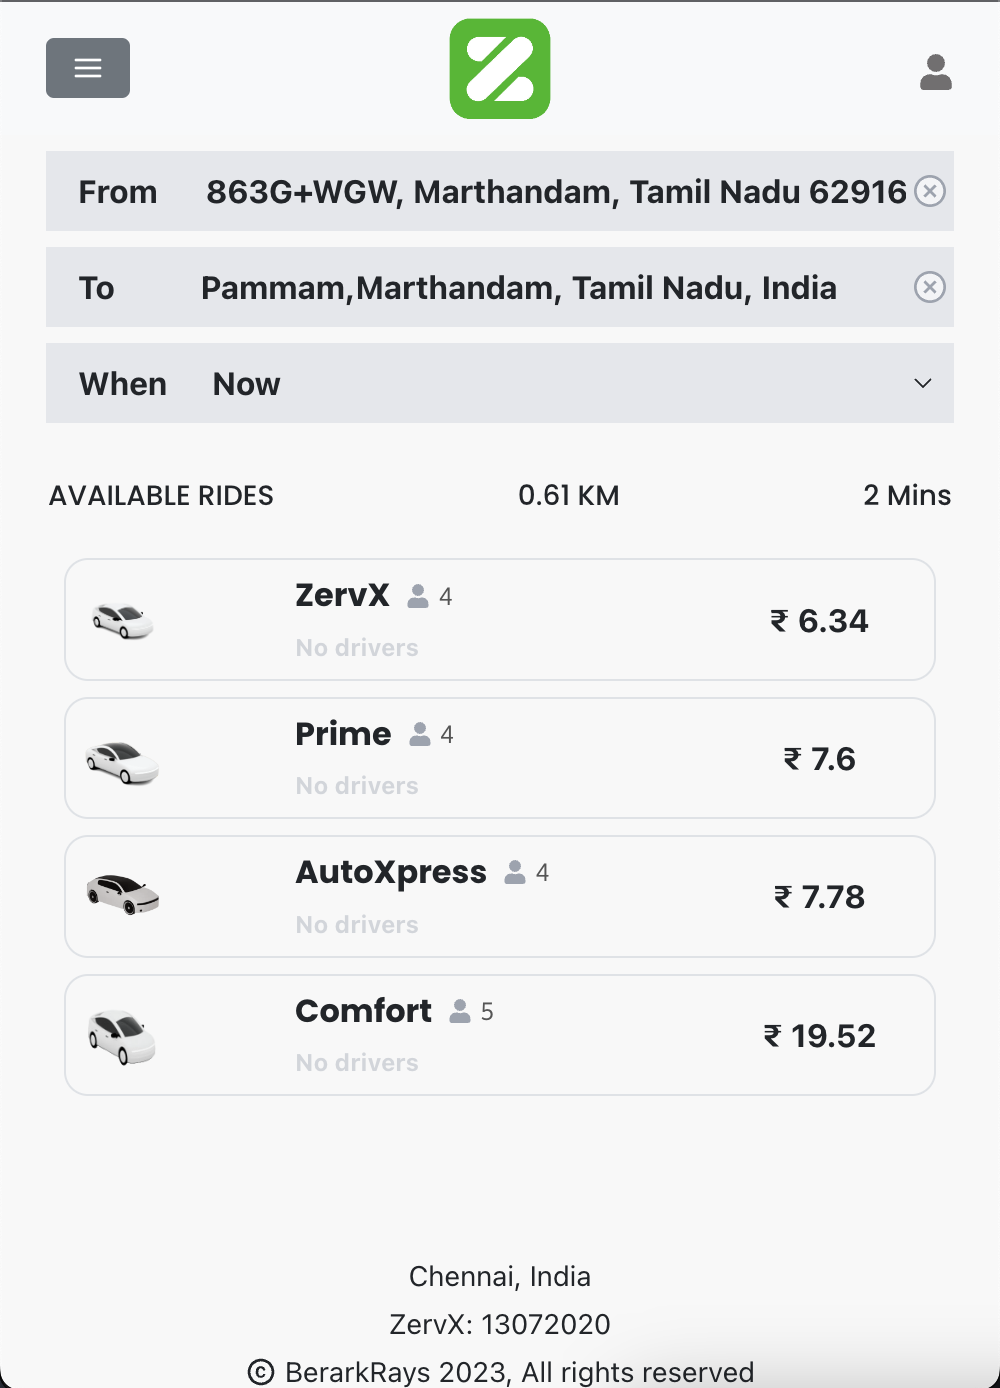 From 863G+WGW, Marthandam, Tamil Nadu 62916
To Pammam,Marthandam, Tamil Nadu, India
When Now
AVAILABLE RIDES 0.61 KM 2 Mins
ZervX 4
No drivers
₹ 6.34
Prime 4
No drivers
₹ 7.6
AutoXpress 4
No drivers
₹ 7.78
Comfort 5
No drivers
₹ 19.52
Chennai, India
ZervX: 13072020
© BerarkRays 2023, All rights reserved